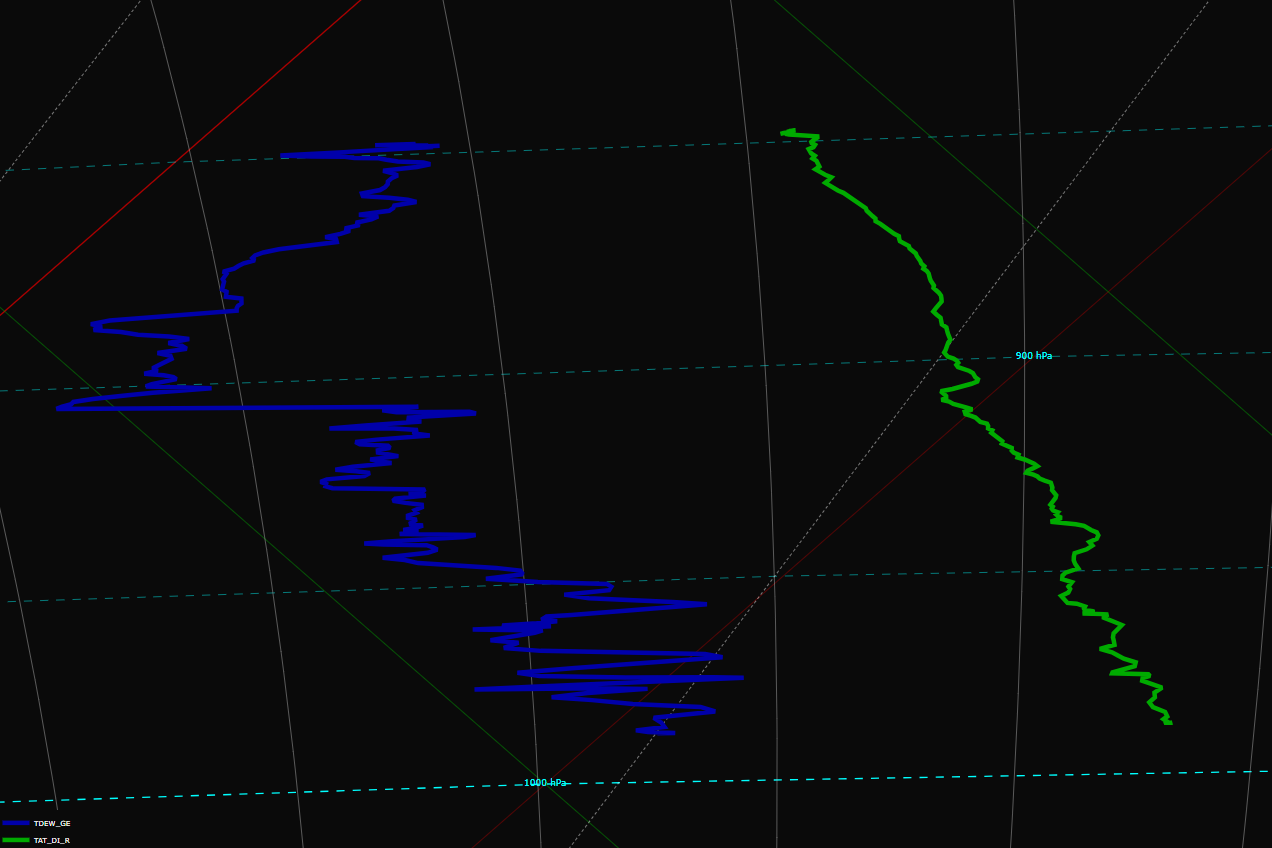 900 hPa
1000 hPa
TDEW_GE
TAT_DI_R